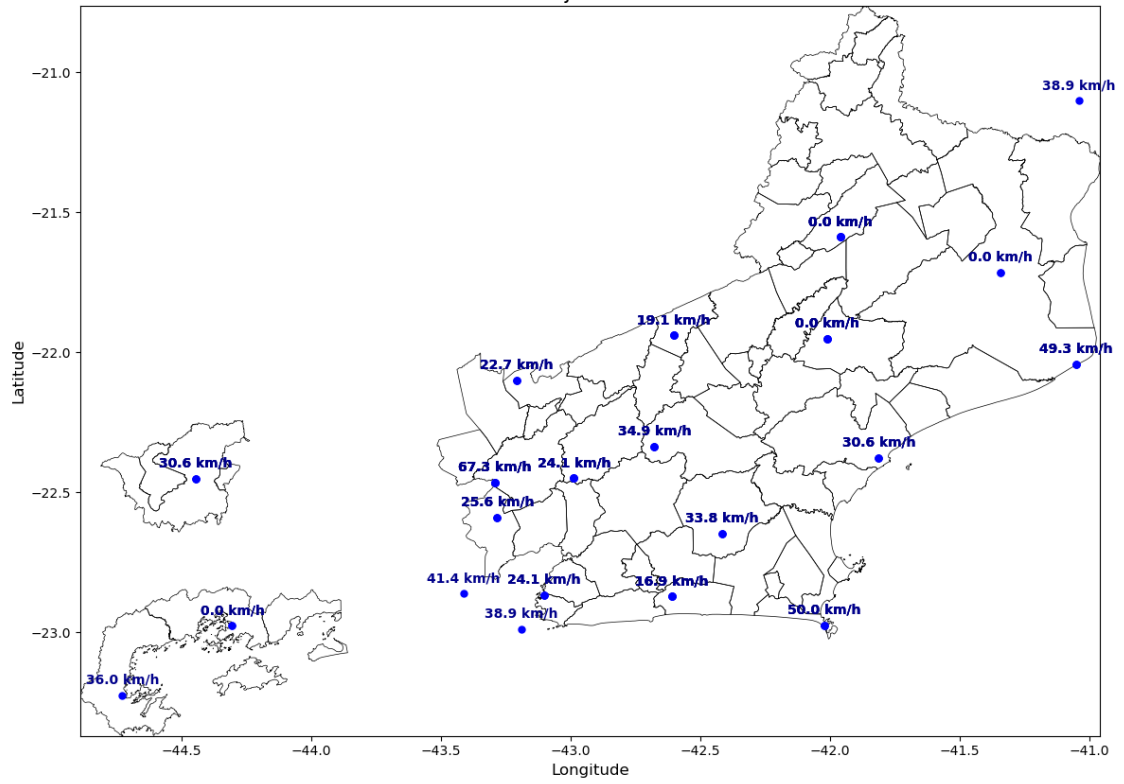 −21.0
38.9 km/h
−21.5
0.0 km/h
0.0 km/h
19.1 km/h
0.0 km/h
−22.0
49.3 km/h
22.7 km/h
34.9 km/h
30.6 km/h
30.6 km/h
67.3 km/h
24.1 km/h
−22.5
25.6 km/h
33.8 km/h
41.4 km/h
24.1 km/h
16.9 km/h
0.0 km/h
38.9 km/h
50.0 km/h
−23.0
36.0 km/h
Latitude
−44.5 −44.0 −43.5 −43.0 −42.5 −42.0 −41.5 −41.0
Longitude